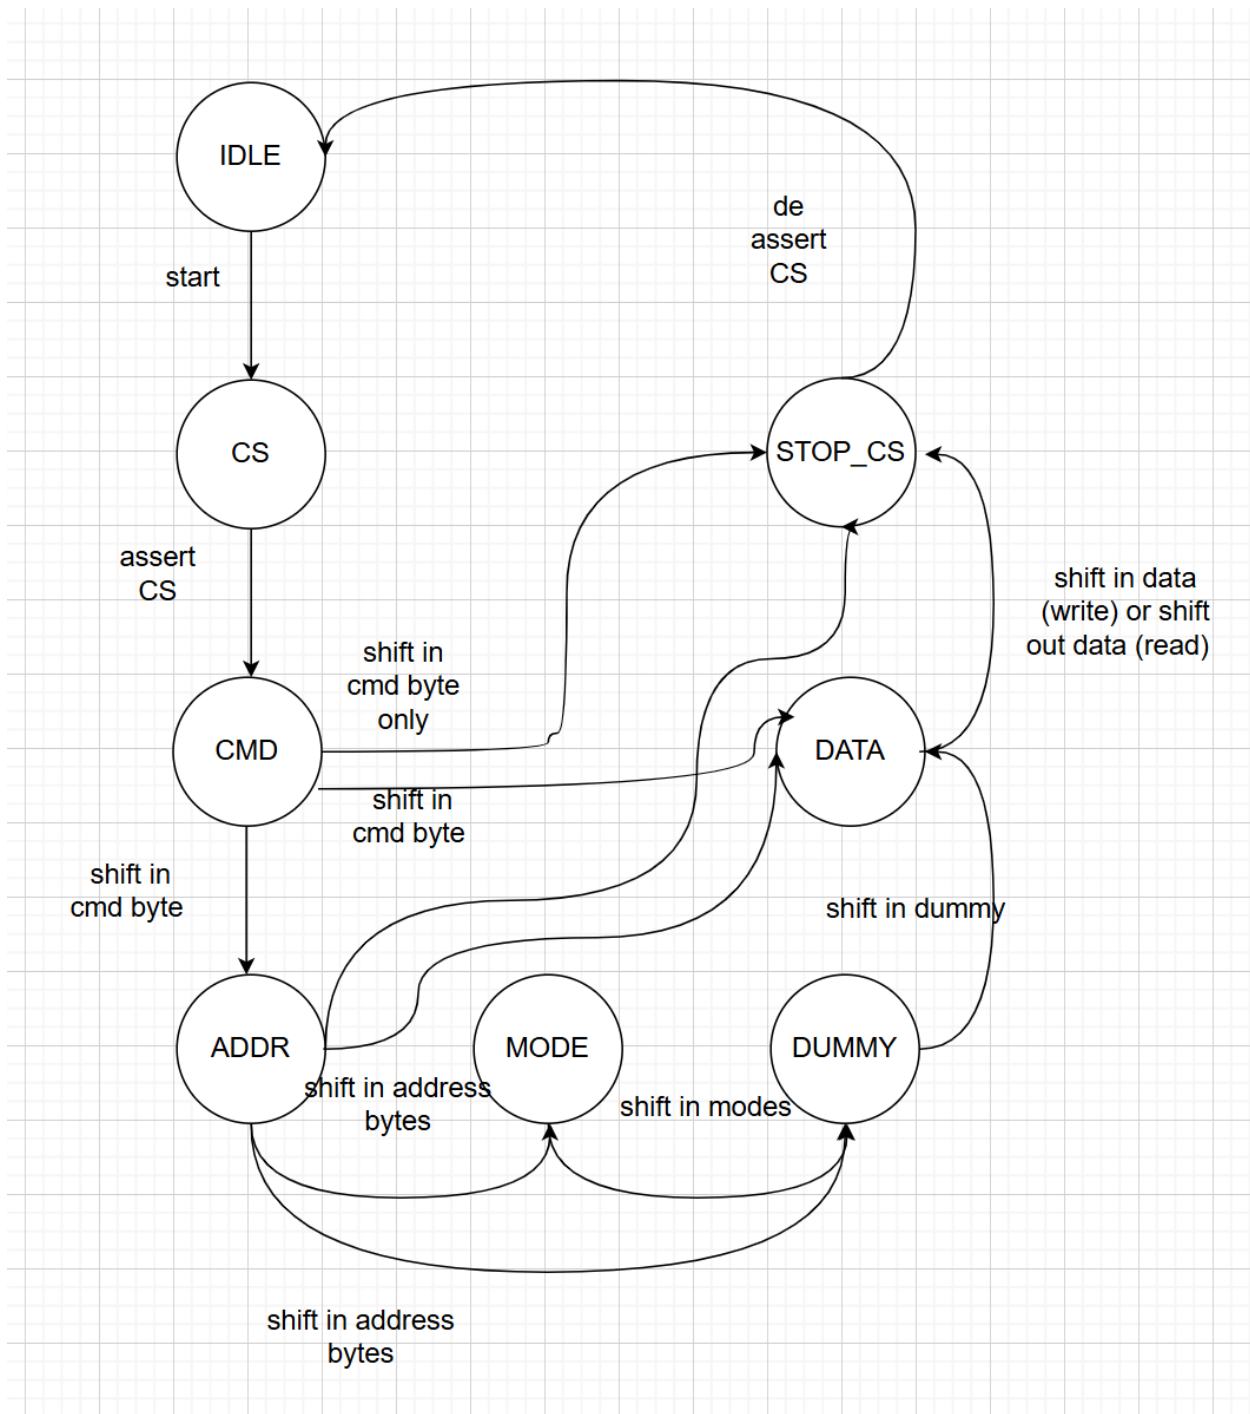 IDLE
de
assert
CS
start
CS
STOP_CS
assert
CS
shift in data
(write) or shift
out data (read)
shift in
cmd byte
only
CMD
DATA
shift in
cmd byte
shift in
cmd byte
shift in dummy
ADDR
MODE
DUMMY
shift in address
bytes
shift in modes
shift in address
bytes